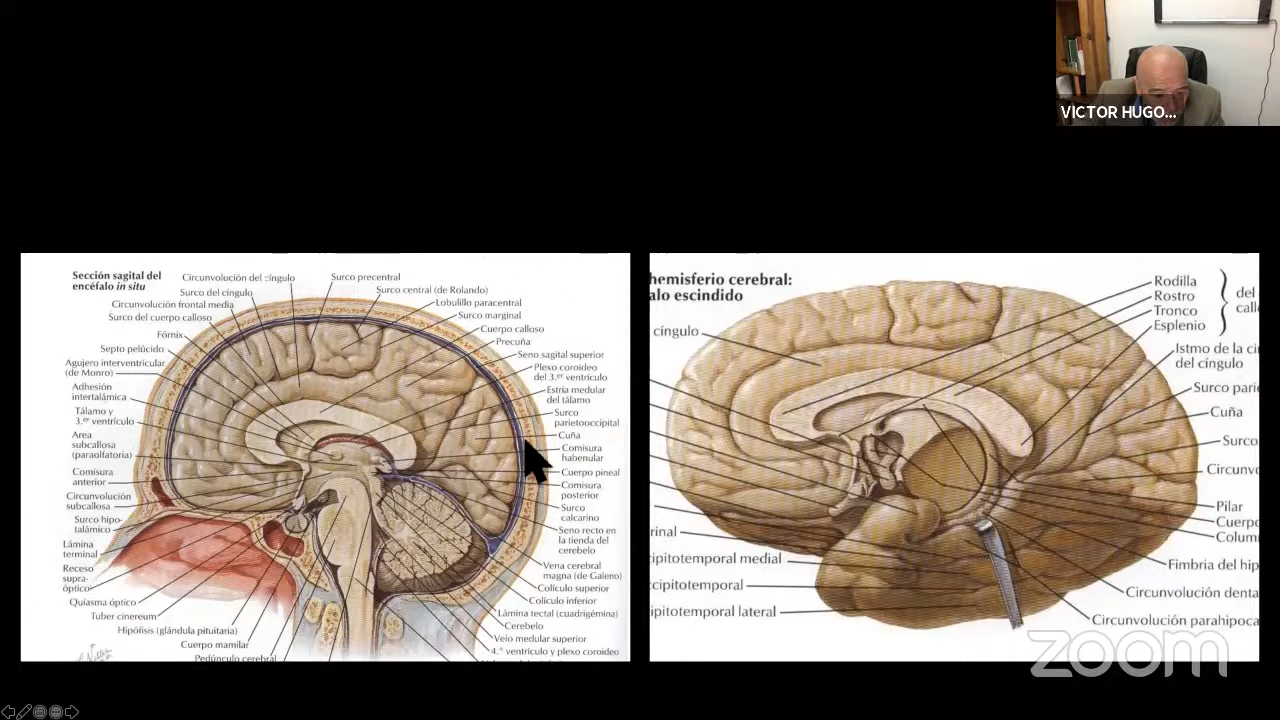 VICTOR HUGO...
Sección sagital del
encéfalo in situ
Circunvolución del cíngulo
Surco del cíngulo
Circunvolución frontal media
Surco del cuerpo calloso
Fórnix
Septo pelúcido
Agujero interventricular
(de Monro)
Adhesión
intertalámica
Tálamo y
3.er ventrículo
Area
subcallosa
(paraolfatoria)
Comisura
anterior
Circunvolución
subcallosa
Surco hipo-
talámico
Lámina
terminal
Receso
supra-
óptico
Quiasma óptico
Tuber cinereum
Hipófisis (glándula pituitaria)
Cuerpo mamilar
Pedúnculo cerebral
Surco precentral
Surco central (de Rolando)
Lobulillo paracentral
Surco marginal
Cuerpo calloso
Precuña
Seno sagital superior
Plexo coroideo
del 3.er ventrículo
Estria medular
del tálamo
Surco
parietooccipital
Cuña
Comisura
habenular
Cuerpo pineal
Comisura
posterior
Surco
calcarino
Seno recto en
la tienda del
cerebelo
Vena cerebral
magna (de Galeno)
Colículo superior
Colículo inferior
Lámina tectal (cuadrigémina)
Cerebelo
Velo medular superior
4.° ventrículo y plexo coroideo
hemisferio cerebral:
alo escindido
cíngulo
rinal
cipitotemporal medial
ccipitotemporal
ipitotemporal lateral
Rodilla
Rostro
Tronco
Esplenio
del
calle
Istmo de la ci
del cíngulo
Surco parie
Cuña
Surco
Circunvo
Pilar
Cuerpo
Colum
Fimbria del hip
Circunvolución denta
Circunvolución parahipoca
zoom